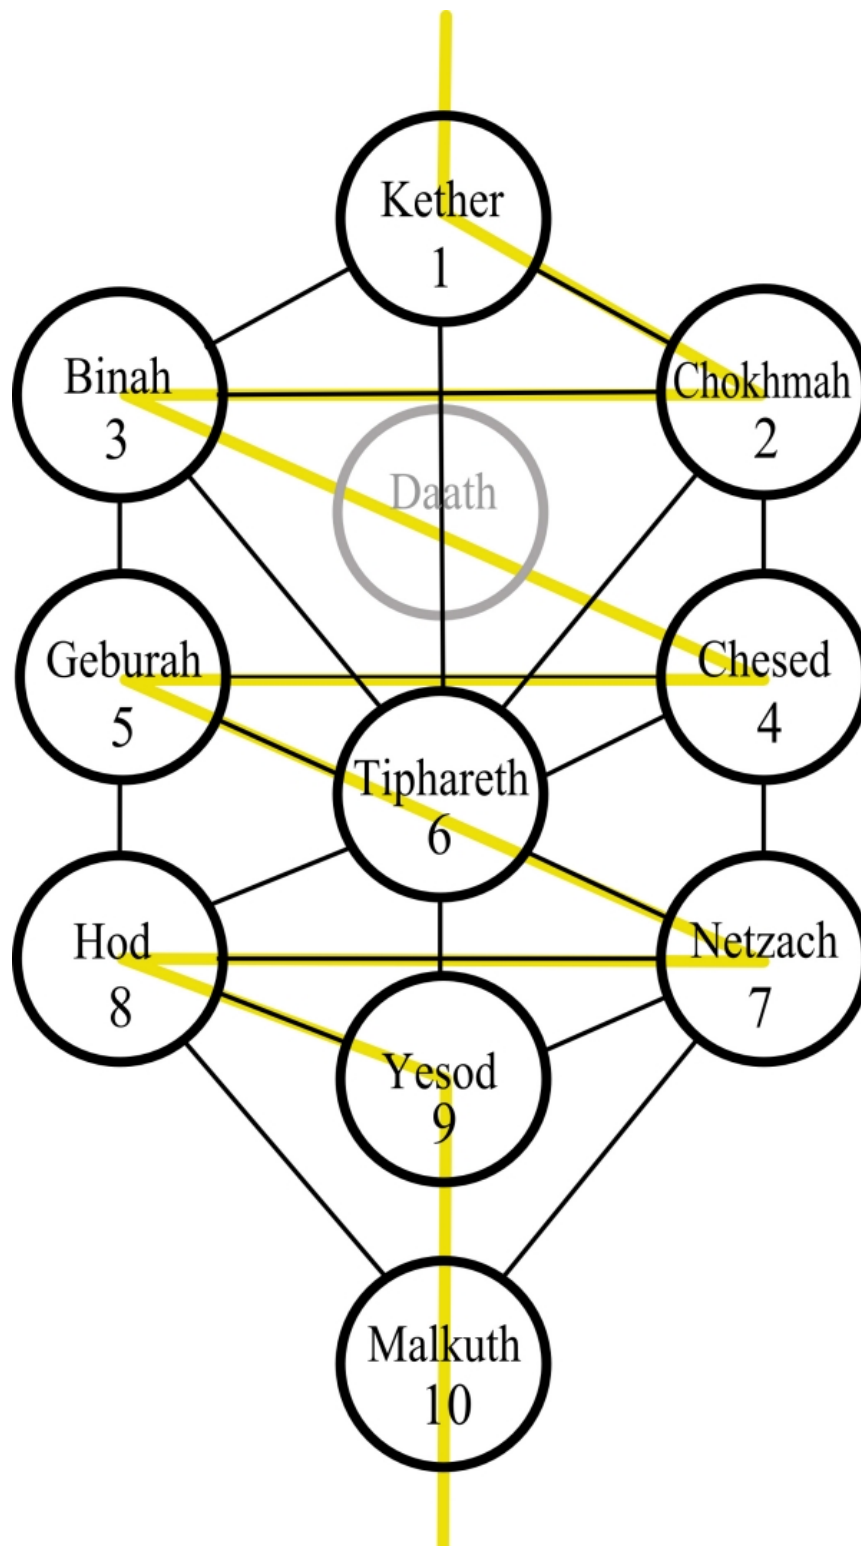 Kether
1
Binah
3
Chokhmah
2
Daath
Geburah
5
Chesed
4
Tiphareth
6
Hod
8
Netzach
7
Yesod
9
Malkuth
10